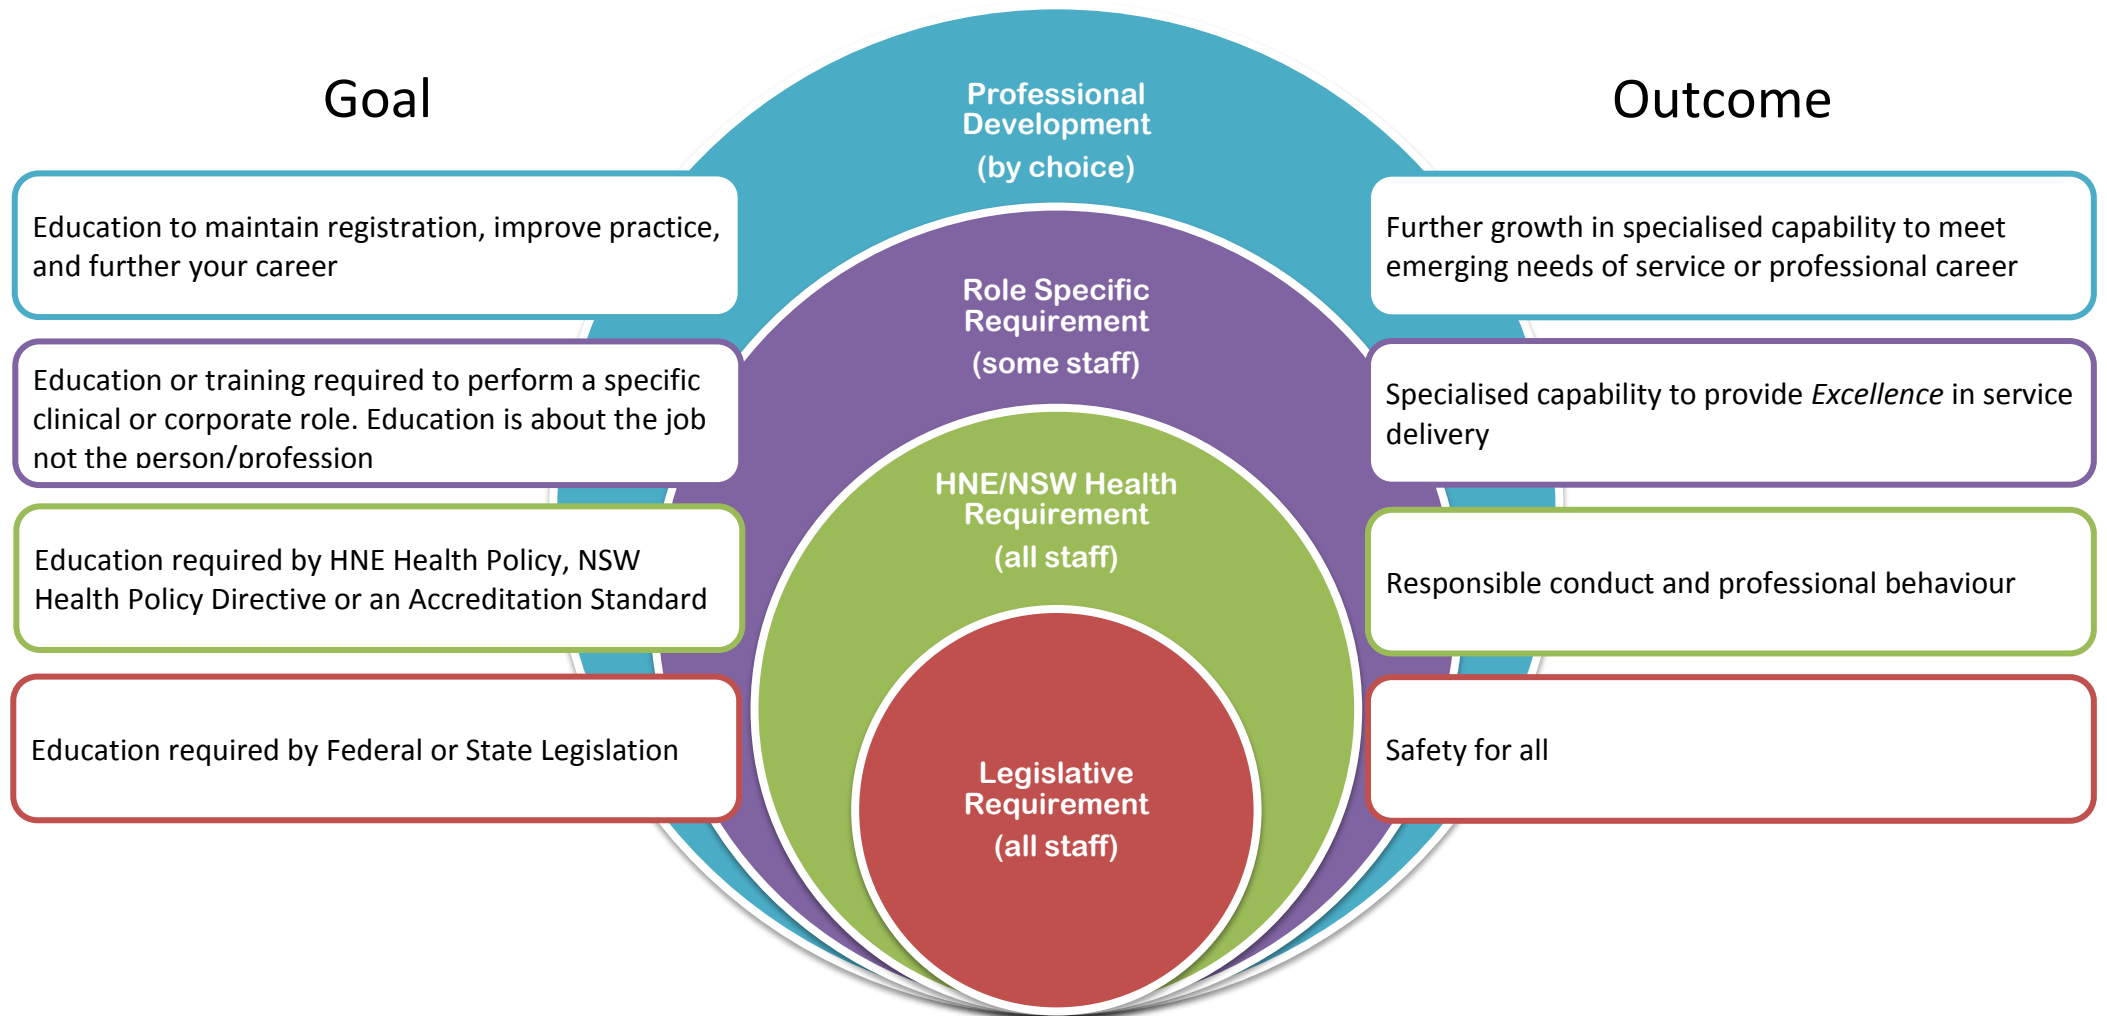 Goal
Education to maintain registration, improve practice,
and further your career
Education or training required to perform a specific
clinical or corporate role. Education is about the job
not the person/profession
Education required by HNE Health Policy, NSW
Health Policy Directive or an Accreditation Standard
Education required by Federal or State Legislation
Professional
Development
(by choice)
Role Specific
Requirement
(some staff)
HNE/NSW Health
Requirement
(all staff)
Legislative
Requirement
(all staff)
Outcome
Further growth in specialised capability to meet
emerging needs of service or professional career
Specialised capability to provide Excellence in service
delivery
Responsible conduct and professional behaviour
Safety for all